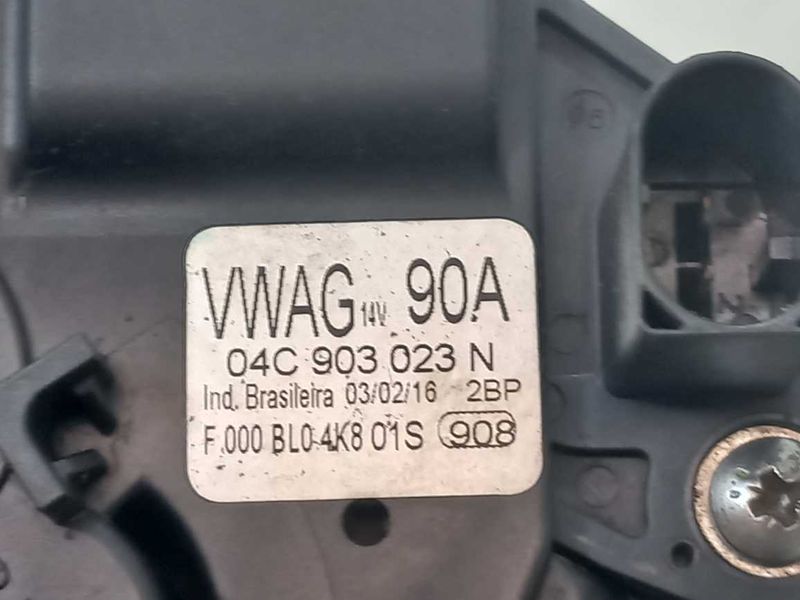 VWAG 14V 90A
04C 903 023 N
Ind. Brasileira 03/02/16 2BP
F 000 BL0 4K8 01S 908